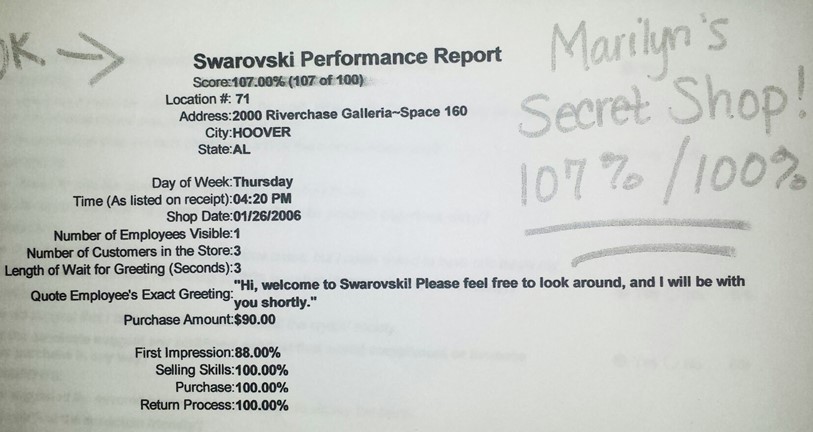 OK. →
Swarovski Performance Report
Score:107.00% (107 of 100)
Location #: 71
Address:2000 Riverchase Galleria~Space 160
City:HOOVER
State:AL
Day of Week:Thursday
Time (As listed on receipt):04:20 PM
Shop Date:01/26/2006
Number of Employees Visible:1
Number of Customers in the Store:3
Length of Wait for Greeting (Seconds):3
Quote Employee's Exact Greeting:"Hi, welcome to Swarovski! Please feel free to look around, and I will be with
you shortly."
Purchase Amount:$90.00
First Impression:88.00%
Selling Skills:100.00%
Purchase:100.00%
Return Process:100.00%
Marilyn's
Secret Shop!
107%/100%